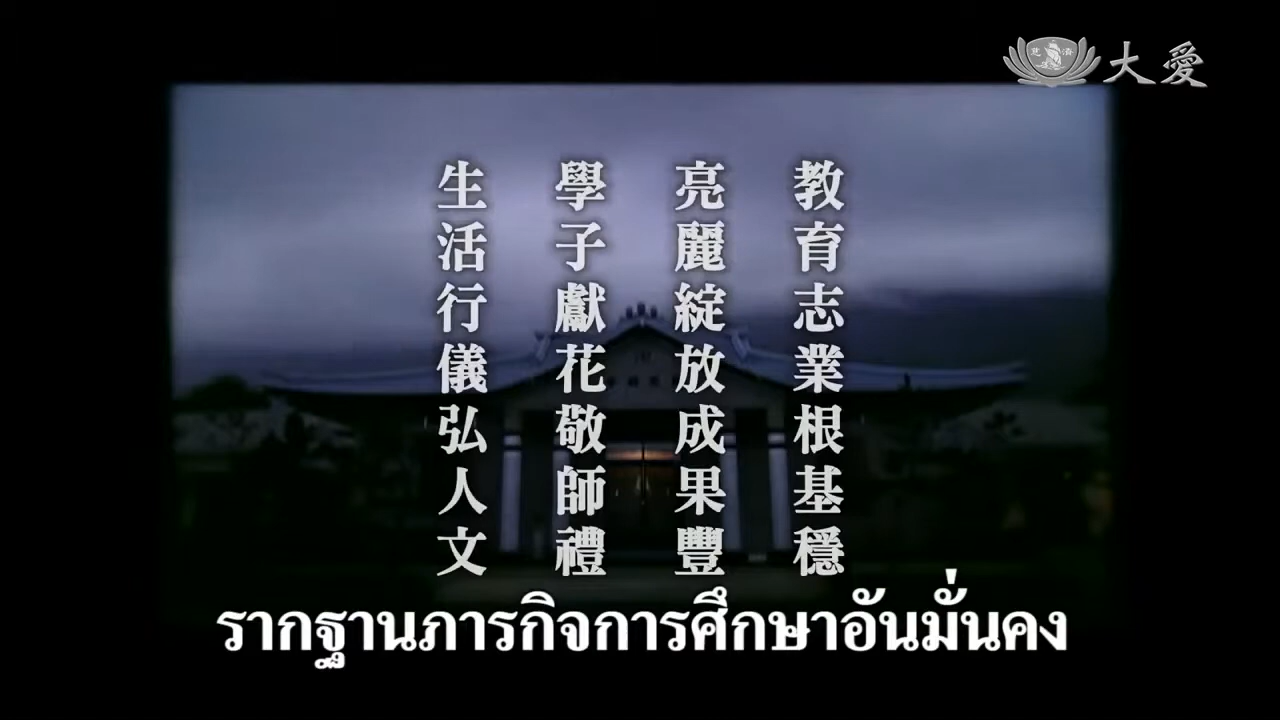 大愛
慈濟
教育志業根基穩
亮麗綻放成果豐
學子獻花敬師禮
生活行儀弘人文
รากฐานภารกิจการศึกษาอันมั่นคง